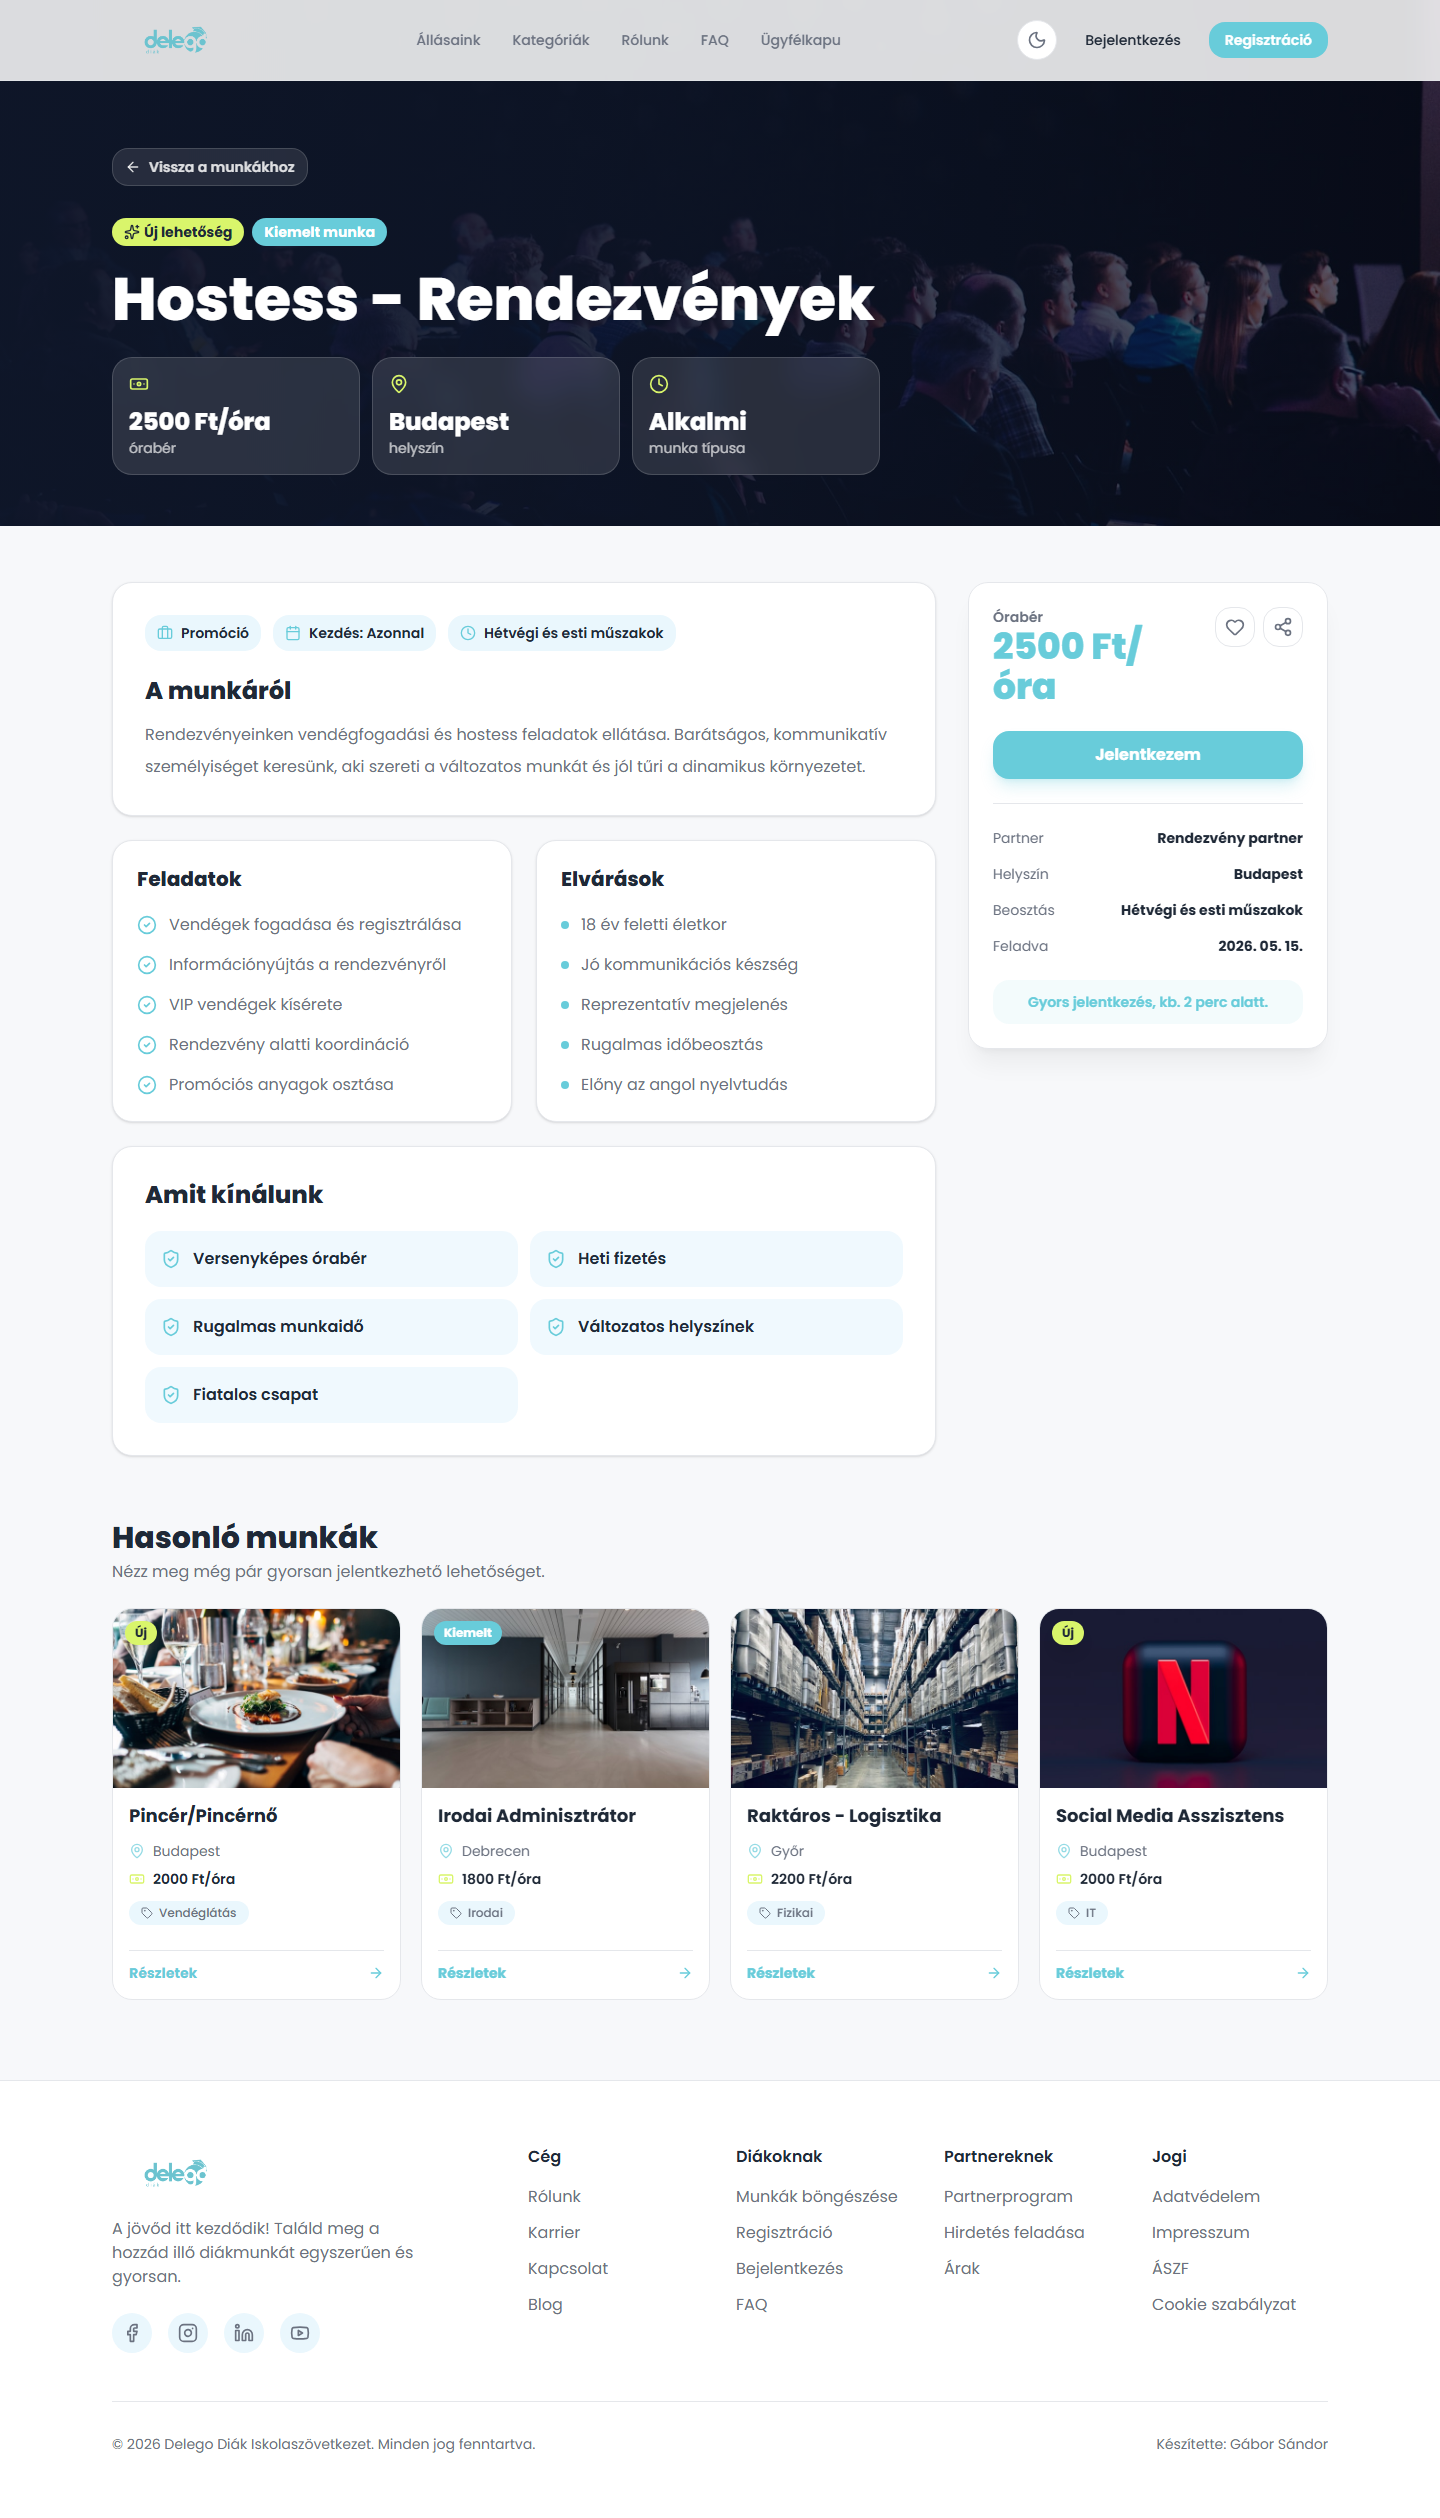 delego
diák
Állásaink
Kategóriák
Rólunk
FAQ
Ügyfélkapu
Bejelentkezés
Regisztráció
Vissza a munkákhoz
Új lehetőség
Kiemelt munka
Hostess - Rendezvények
2500 Ft/óra
órabér
Budapest
helyszín
Alkalmi
munka típusa
Promóció
Kezdés: Azonnal
Hétvégi és esti műszakok
A munkáról
Rendezvényeinken vendégfogadási és hostess feladatok ellátása. Barátságos, kommunikatív
személyiséget keresünk, aki szereti a változatos munkát és jól tűri a dinamikus környezetet.
Órabér
2500 Ft/
óra
Jelentkezem
Partner
Rendezvény partner
Helyszín
Budapest
Beosztás
Hétvégi és esti műszakok
Feladva
2026. 05. 15.
Gyors jelentkezés, kb. 2 perc alatt.
Feladatok
Vendégek fogadása és regisztrálása
Információnyújtás a rendezvényről
VIP vendégek kísérete
Rendezvény alatti koordináció
Promóciós anyagok osztása
Elvárások
18 év feletti életkor
Jó kommunikációs készség
Reprezentatív megjelenés
Rugalmas időbeosztás
Előny az angol nyelvtudás
Amit kínálunk
Versenyképes órabér
Heti fizetés
Rugalmas munkaidő
Változatos helyszínek
Fiatalos csapat
Hasonló munkák
Nézz meg még pár gyorsan jelentkezhető lehetőséget.
Új
Pincér/Pincérnő
Budapest
2000 Ft/óra
Vendéglátás
Részletek
Kiemelt
Irodai Adminisztrátor
Debrecen
1800 Ft/óra
Irodai
Részletek
Raktáros - Logisztika
Győr
2200 Ft/óra
Fizikai
Részletek
Új
N
Social Media Asszisztens
Budapest
2000 Ft/óra
IT
Részletek
delego
diák
A jövőd itt kezdődik! Találd meg a
hozzád illő diákmunkát egyszerűen és
gyorsan.
Cég
Rólunk
Karrier
Kapcsolat
Blog
Diákoknak
Munkák böngészése
Regisztráció
Bejelentkezés
FAQ
Partnereknek
Partnerprogram
Hirdetés feladása
Árak
Jogi
Adatvédelem
Impresszum
ÁSZF
Cookie szabályzat
© 2026 Delego Diák Iskolaszövetkezet. Minden jog fenntartva.
Készítette: Gábor Sándor